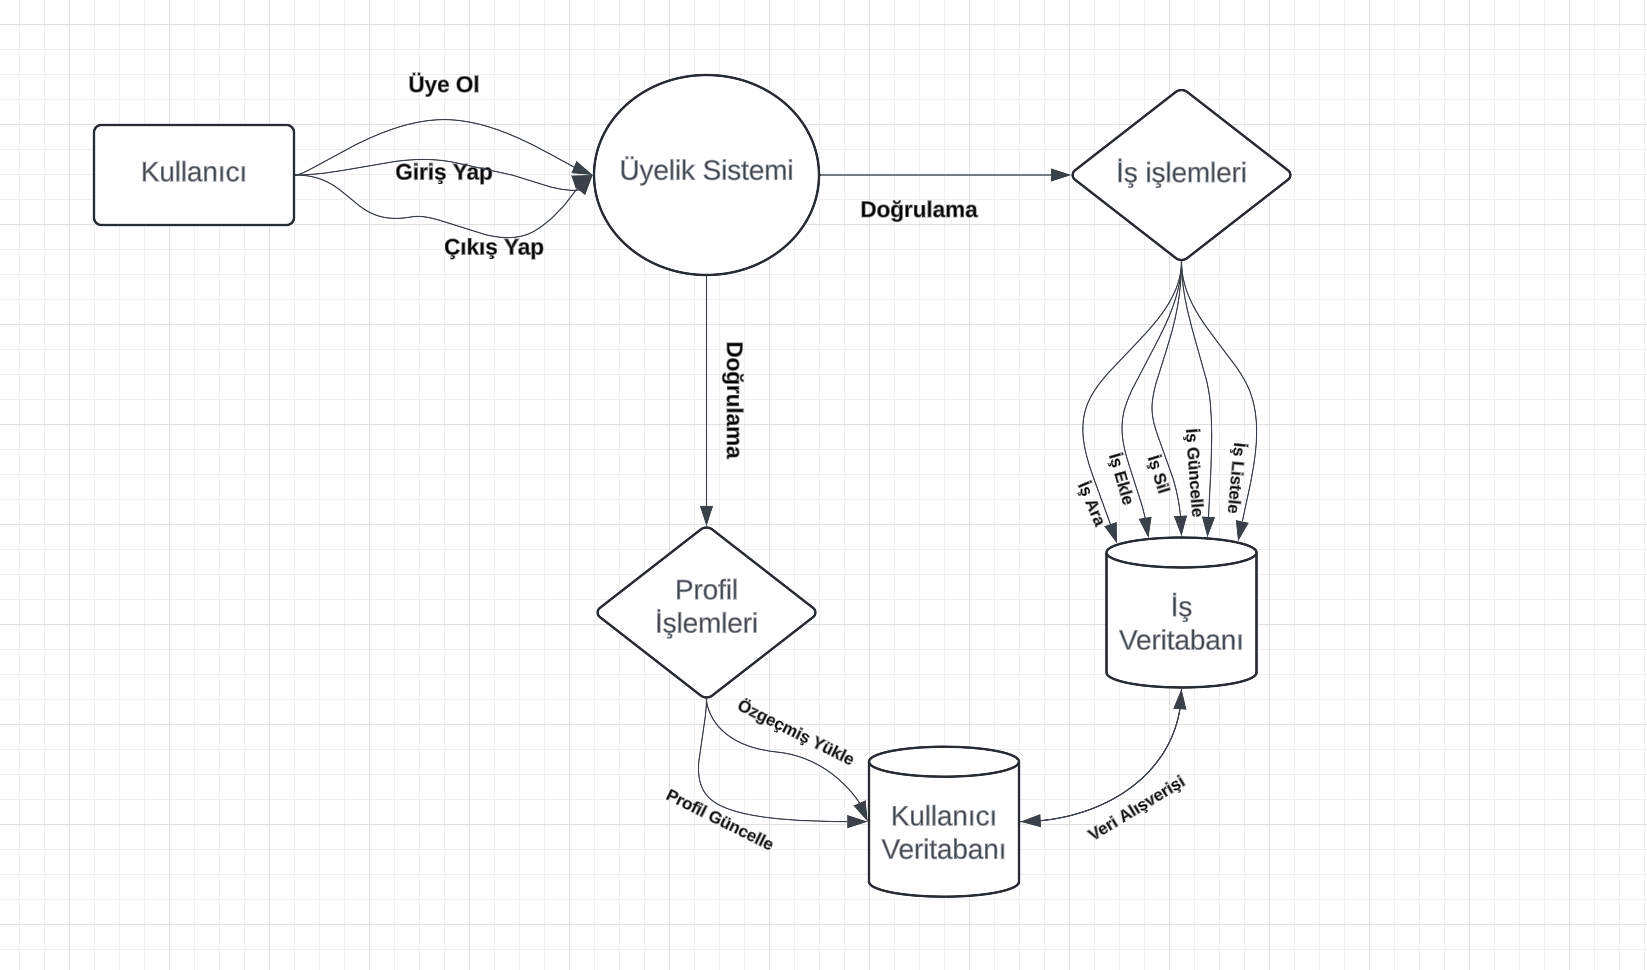 Üye Ol
Kullanıcı
Giriş Yap
Çıkış Yap
Üyelik Sistemi
Doğrulama
İş işlemleri
Doğrulama
İş Ara
İş Ekle
İş Sil
İş Güncelle
İş Listele
Profil
İşlemleri
İş
Veritabanı
Özgeçmiş Yükle
Profil Güncelle
Kullanıcı
Veritabanı
Veri Alışverişi